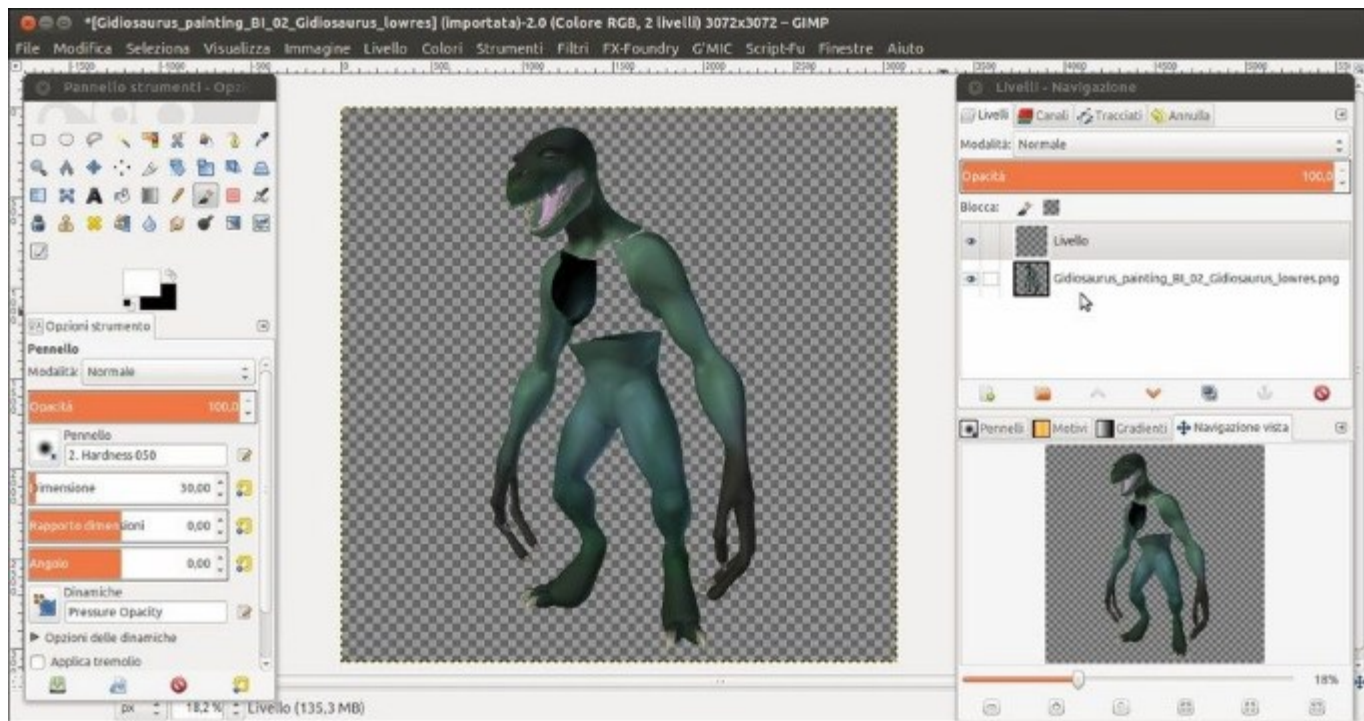 *[Gidiosaurus_painting_BI_02_Gidiosaurus_lowres] (importata)-2.0 (Colore RGB, 2 livelli) 3072x3072 – GIMP
File Modifica Seleziona Visualizza Immagine Livello Colori Strumenti Filtri FX-Foundry G'MIC Script-Fu Finestre Aiuto
Pannello strumenti - Opzi
Opzioni strumento
Pennello
Modalità: Normale
Opacità 100,0
Pennello
2. Hardness 050
Dimensione 30,00
Rapporto dimensioni 0,00
Angolo 0,00
Dinamiche
Pressure Opacity
Opzioni delle dinamiche
Applica tremolio
px 18,2 % Livello (135,3 MB)
Livelli - Navigazione
Livelli Canali Tracciati Annulla
Modalità: Normale
Opacità 100,0
Blocca:
Livello
Gidiosaurus_painting_BI_02_Gidiosaurus_lowres.png
Pennelli Motivi Gradienti Navigazione vista
18%